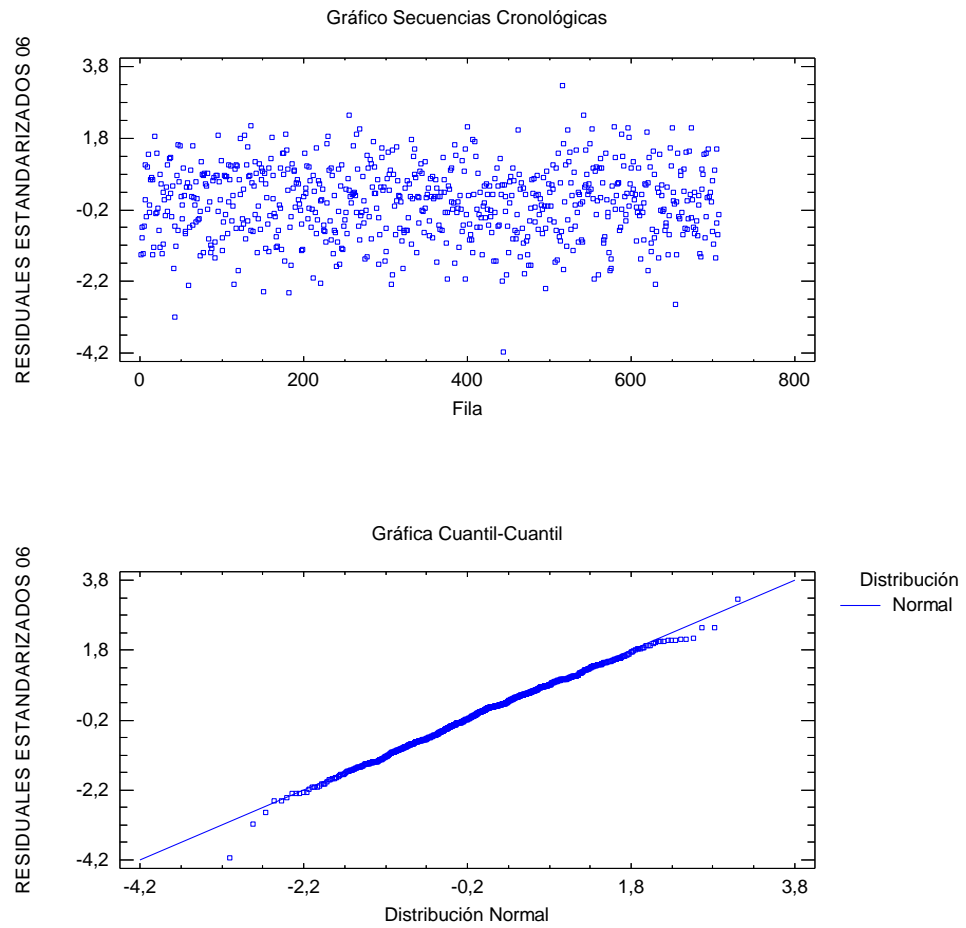 Gráfico Secuencias Cronológicas
RESIDUALES ESTANDARIZADOS 06
3,8
1,8
-0,2
-2,2
-4,2
0
200
400
600
800
Fila
Gráfica Cuantil-Cuantil
RESIDUALES ESTANDARIZADOS 06
3,8
1,8
-0,2
-2,2
-4,2
-4,2
-2,2
-0,2
1,8
3,8
Distribución Normal
Distribución
Normal